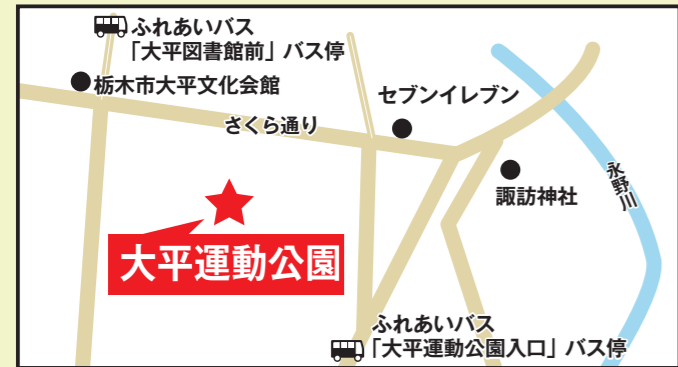 ふれあいバス
「大平図書館前」バス停
栃木市大平文化会館
セブンイレブン
さくら通り
諏訪神社
永野川
大平運動公園
ふれあいバス
「大平運動公園入口」バス停